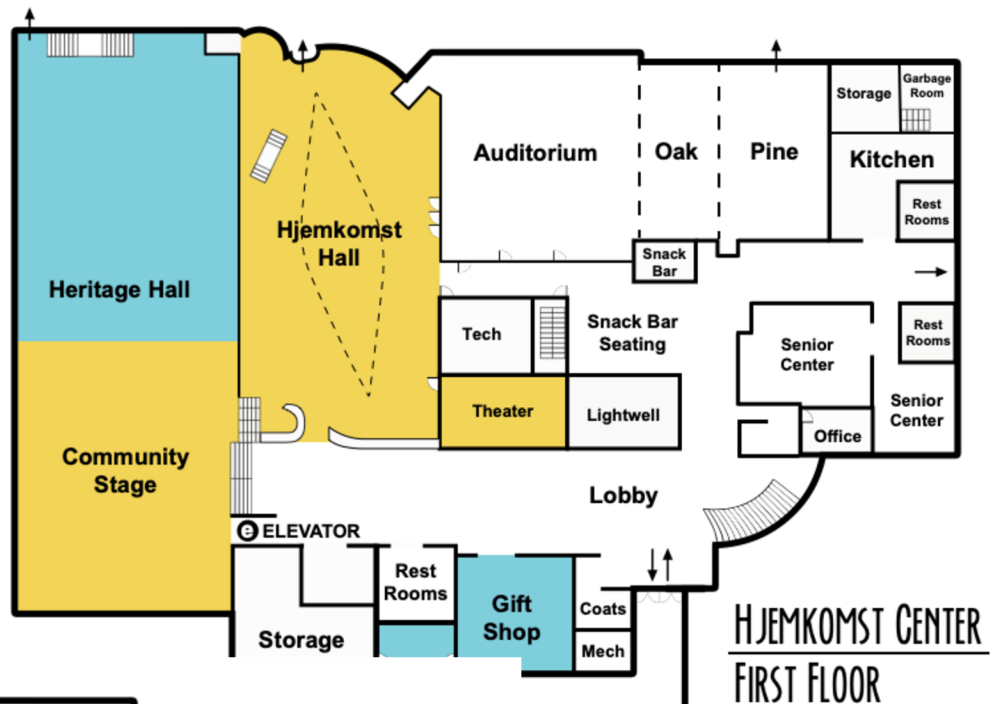 Storage
Garbage
Room
Auditorium
Oak
Pine
Kitchen
Rest
Rooms
Hjemkomst
Hall
Snack
Bar
Heritage Hall
Tech
Snack Bar
Seating
Senior
Center
Rest
Rooms
Theater
Lightwell
Senior
Center
Office
Community
Stage
Lobby
e ELEVATOR
Rest
Rooms
Gift
Shop
Coats
Storage
Mech
HJEMKOMST CENTER
FIRST FLOOR